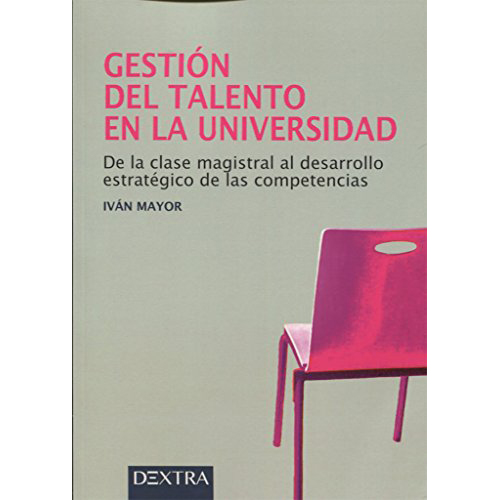 GESTIÓN
DEL TALENTO
EN LA UNIVERSIDAD
De la clase magistral al desarrollo
estratégico de las competencias
IVÁN MAYOR
DEXTRA